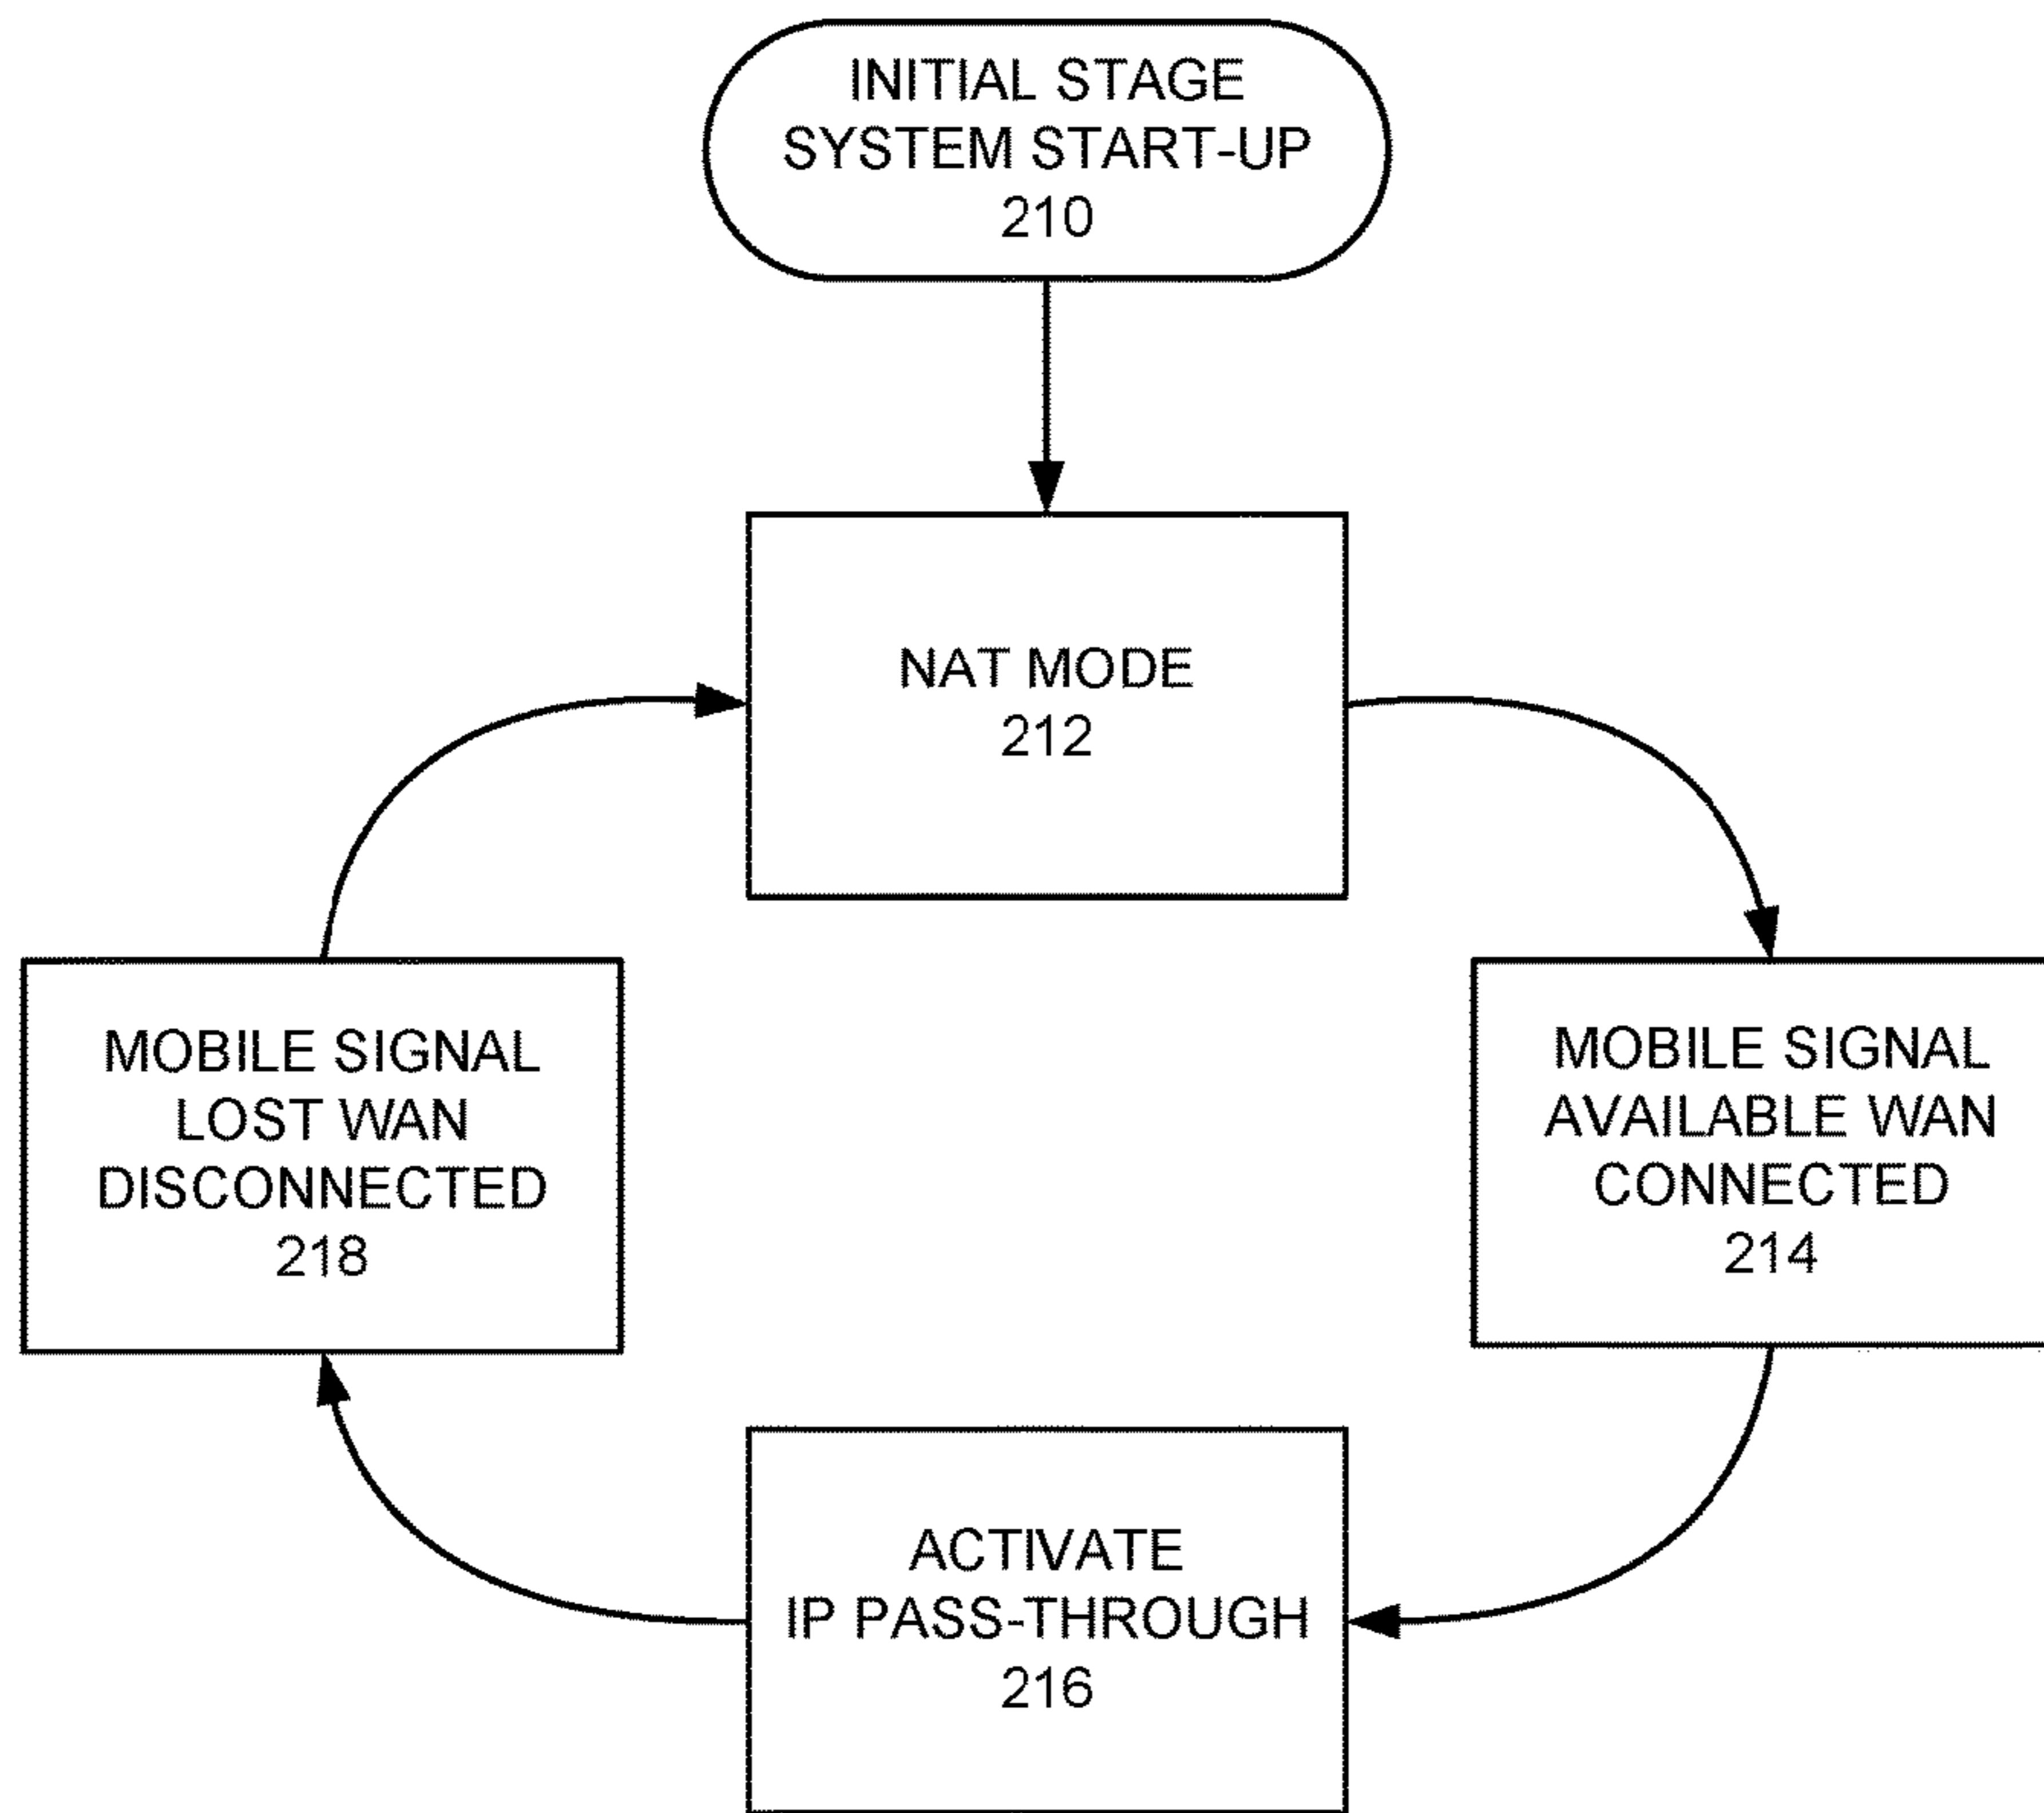 INITIAL STAGE
SYSTEM START-UP
210
NAT MODE
212
MOBILE SIGNAL
LOST WAN
DISCONNECTED
218
MOBILE SIGNAL
AVAILABLE WAN
CONNECTED
214
ACTIVATE
IP PASS-THROUGH
216